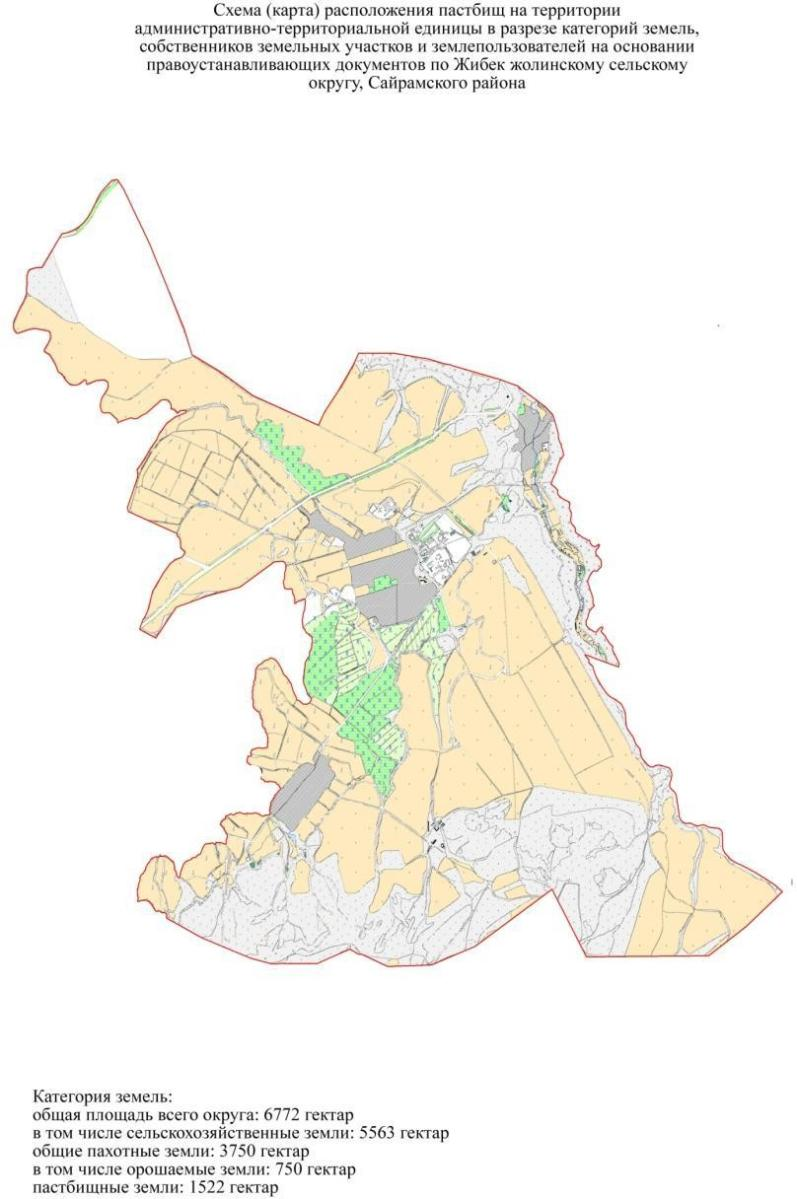 Схема (карта) расположения пастбищ на территории
административно-территориальной единицы в разрезе категорий земель,
собственников земельных участков и землепользователей на основании
правоустанавливающих документов по Жибек жолинскому сельскому
округу, Сайрамского района
Категория земель:
общая площадь всего округа: 6772 гектар
в том числе сельскохозяйственные земли: 5563 гектар
общие пахотные земли: 3750 гектар
в том числе орошаемые земли: 750 гектар
пастбищные земли: 1522 гектар